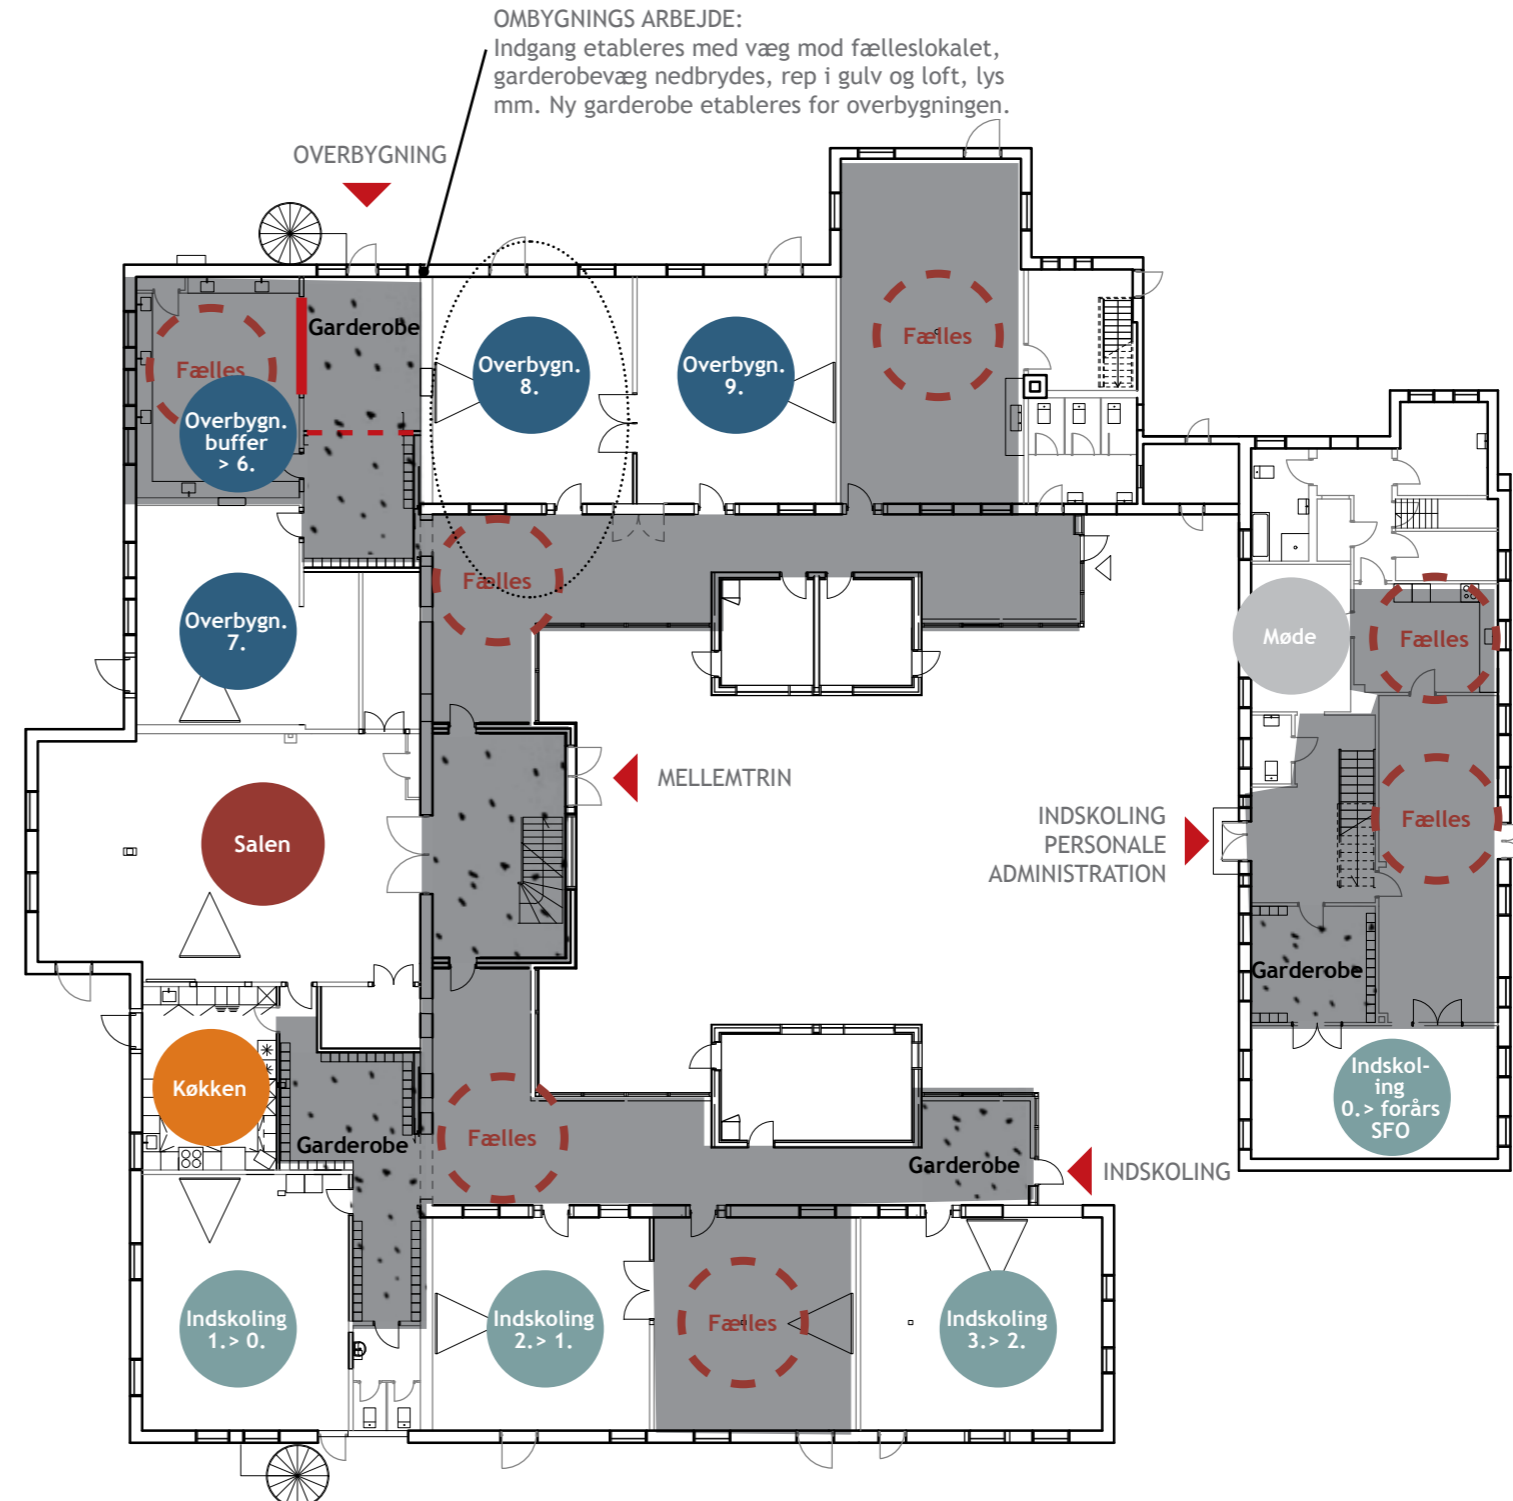 OMBYGNINGS ARBEJDE:
Indgang etableres med væg mod fælleslokalet,
garderobevæg nedbrydes, rep i gulv og loft, lys
mm. Ny garderobe etableres for overbygningen.
OVERBYGNING
Garderobe
Fælles
Overbygn.
buffer
> 6.
Overbygn.
8.
Overbygn.
9.
Fælles
Fælles
Overbygn.
7.
Møde
Fælles
MELLEMTRIN
Salen
INDSKOLING
PERSONALE
ADMINISTRATION
Fælles
Garderobe
Køkken
Garderobe
Fælles
Garderobe
INDSKOLING
Indskol-
ing
0.> forårs
SFO
Indskoling
1.> 0.
Indskoling
2.> 1.
Fælles
Indskoling
3.> 2.